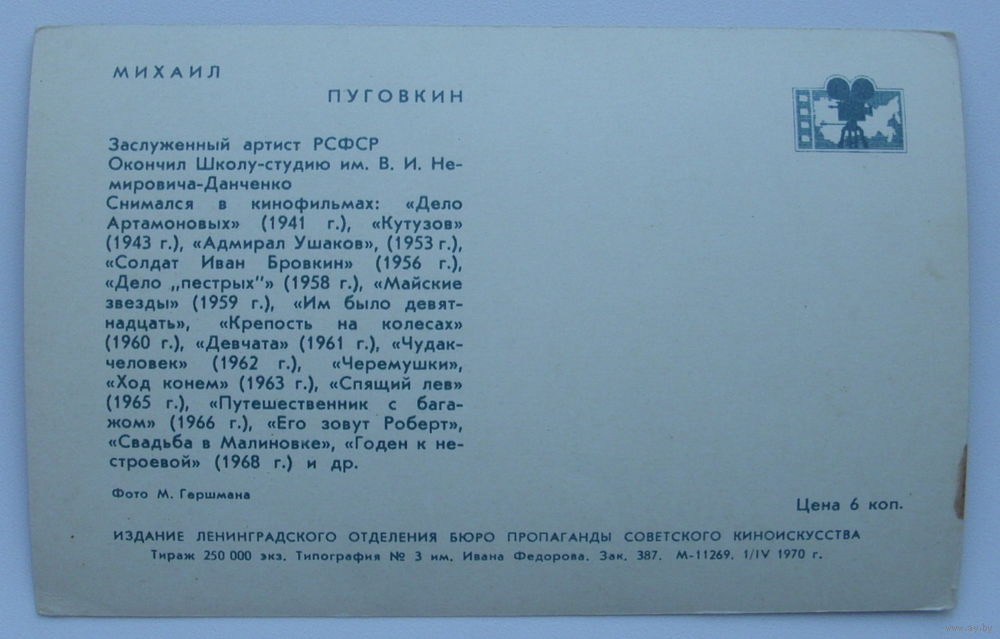 МИХАИЛ
ПУГОВКИН
Заслуженный артист РСФСР
Окончил Школу-студию им. В. И. Не-
мировича-Данченко
Снимался в кинофильмах: «Дело
Артамоновых» (1941 г.), «Кутузов»
(1943 г.), «Адмирал Ушаков», (1953 г.),
«Солдат Иван Бровкин» (1956 г.),
«Дело „пестрых"» (1958 г.), «Майские
звезды» (1959 г.), «Им было девят-
надцать», «Крепость на колесах»
(1960 г.), «Девчата» (1961 г.), «Чудак-
человек» (1962 г.), «Черемушки»,
«Ход конем» (1963 г.), «Спящий лев»
(1965 г.), «Путешественник с бага-
жом» (1966 г.), «Его зовут Роберт»,
«Свадьба в Малиновке», «Годен к не-
строевой» (1968 г.) и др.
Фото М. Гершмана
Цена 6 коп.
ИЗДАНИЕ ЛЕНИНГРАДСКОГО ОТДЕЛЕНИЯ БЮРО ПРОПАГАНДЫ СОВЕТСКОГО КИНОИСКУССТВА
Тираж 250 000 экз. Типография № 3 им. Ивана Федорова. Зак. 387. М-11269. 1/IV 1970 г.
www.ay.by